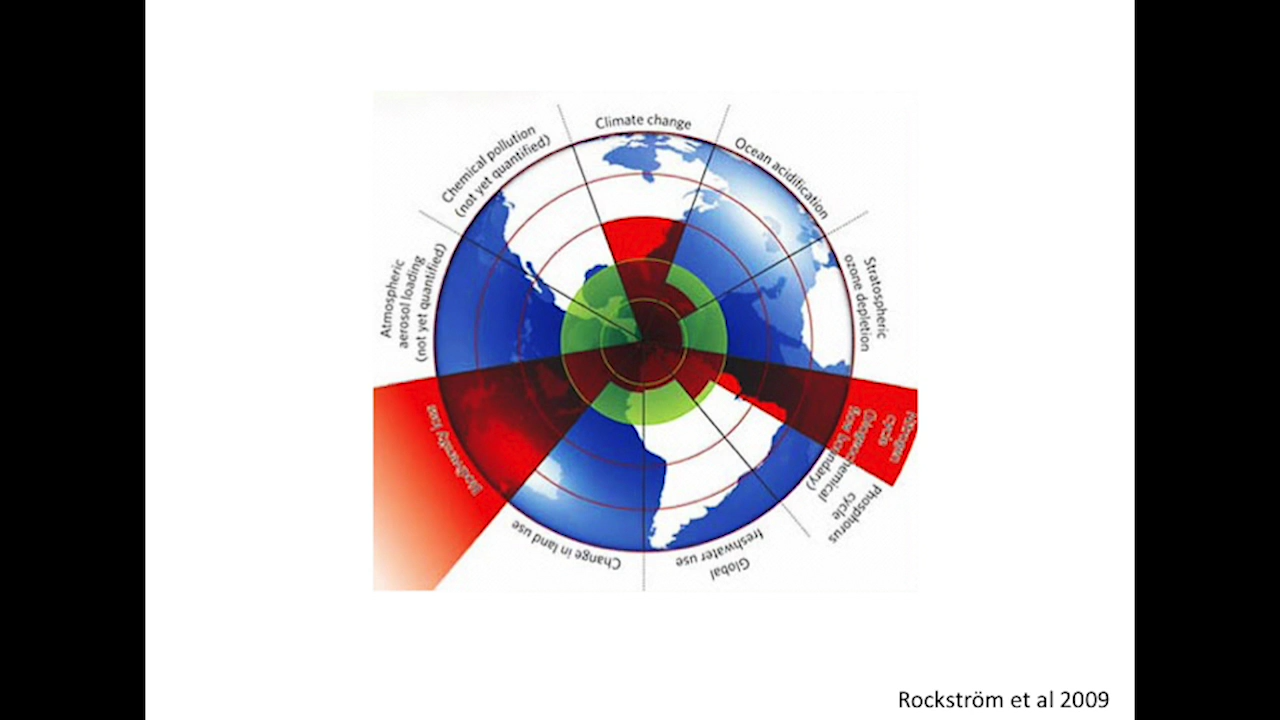 Climate change
Ocean acidification
Stratospheric
ozone depletion
Nitrogen
cycle
(biogeochemical
flow boundary)
Phosphorus
cycle
Global
freshwater use
Change in land use
Biodiversity loss
Atmospheric
aerosol loading
(not yet quantified)
Chemical pollution
(not yet quantified)
Rockström et al 2009